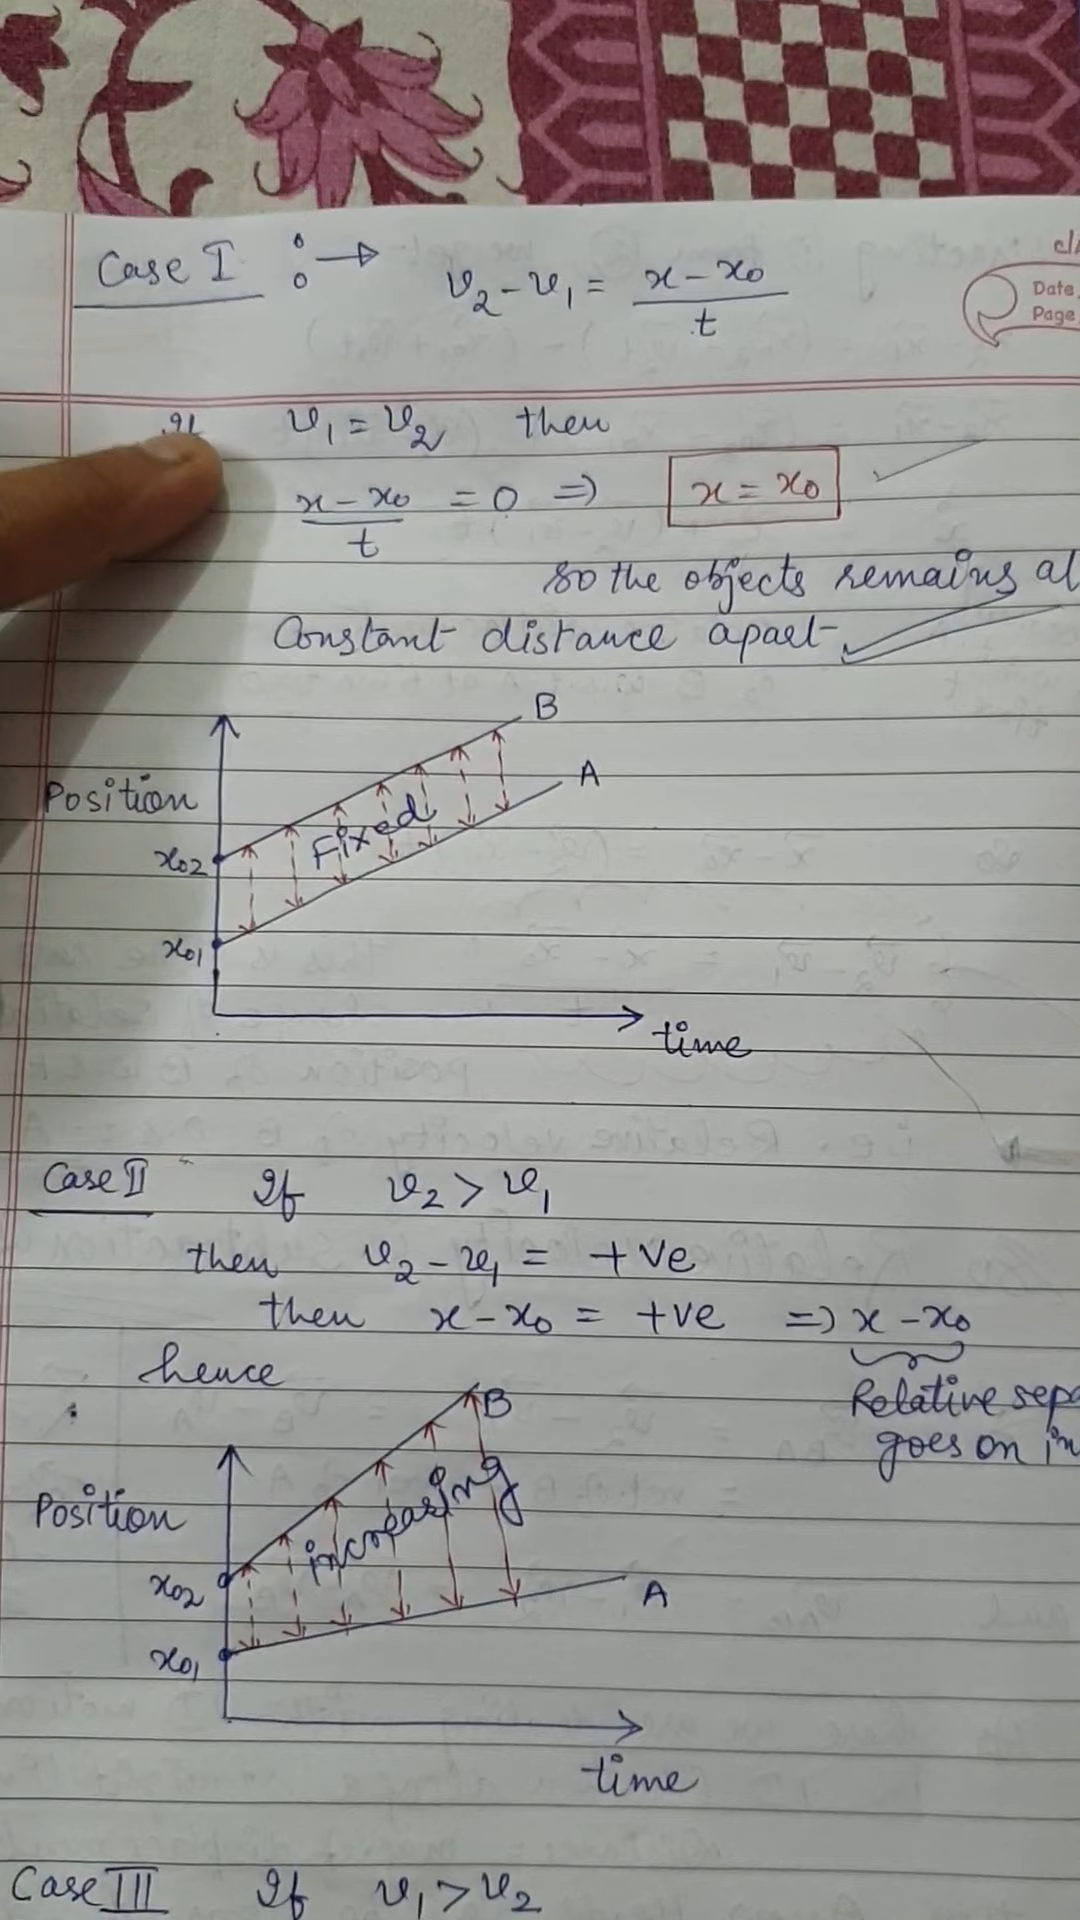 Case I :→ v₂-v₁ = (x-x₀)/t
Date
Page
If v₁ = v₂ then
(x-x₀)/t = 0 ⇒ x = x₀
so the objects remains at
Constant distance apart
B
A
Position
Fixed
x₀₂
x₀₁
time
Case II If v₂ > v₁
then v₂-v₁ = +ve
then x-x₀ = +ve ⇒ x-x₀
hence
Relative
goes on
B
increasing
Position
x₀₂
A
x₀₁
time
Case III If v₁ > v₂